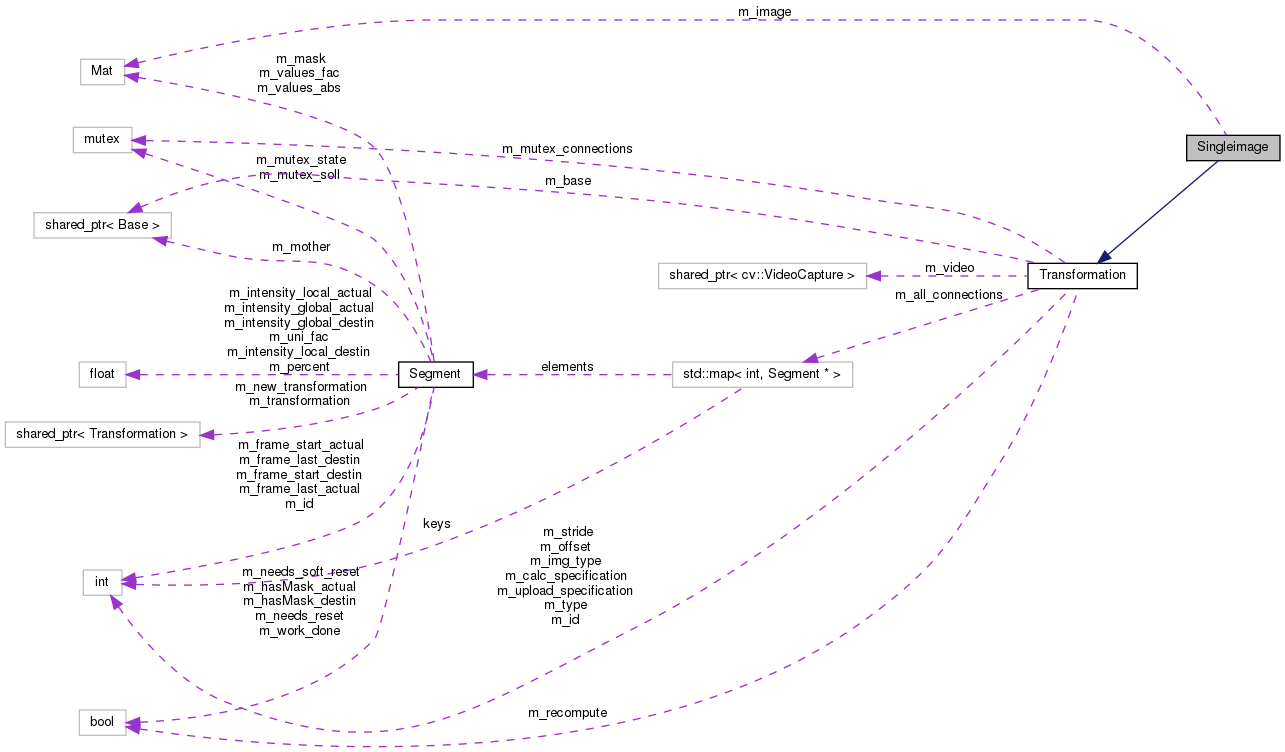 m_image
m_mask
m_values_fac
m_values_abs
Mat
mutex
m_mutex_connections
Singleimage
m_mutex_state
m_mutex_soll
m_base
shared_ptr< Base >
m_mother
shared_ptr< cv::VideoCapture >
m_video
Transformation
m_all_connections
m_intensity_local_actual
m_intensity_global_actual
m_intensity_global_destin
m_uni_fac
m_intensity_local_destin
m_percent
float
Segment
elements
std::map< int, Segment * >
m_new_transformation
m_transformation
shared_ptr< Transformation >
m_frame_start_actual
m_frame_last_destin
m_frame_start_destin
m_frame_last_actual
m_id
keys
m_stride
m_offset
m_img_type
m_calc_specification
m_upload_specification
m_type
m_id
int
m_needs_soft_reset
m_hasMask_actual
m_hasMask_destin
m_needs_reset
m_work_done
bool
m_recompute